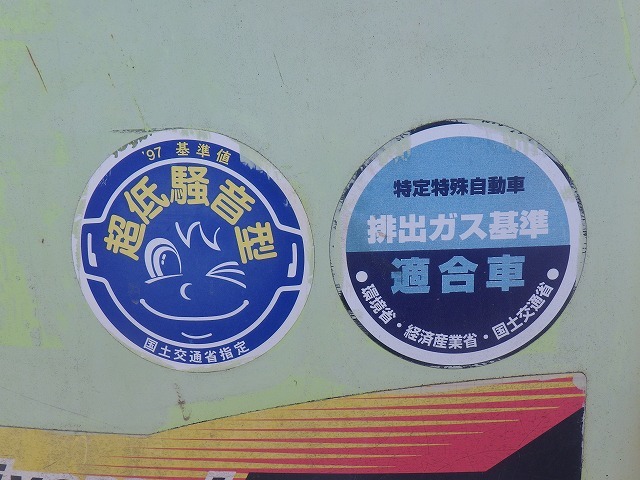 '97 基準値
超低騒音型
国土交通省指定
特定特殊自動車
排出ガス基準
適合車
・環境省・経済産業省・国土交通省・